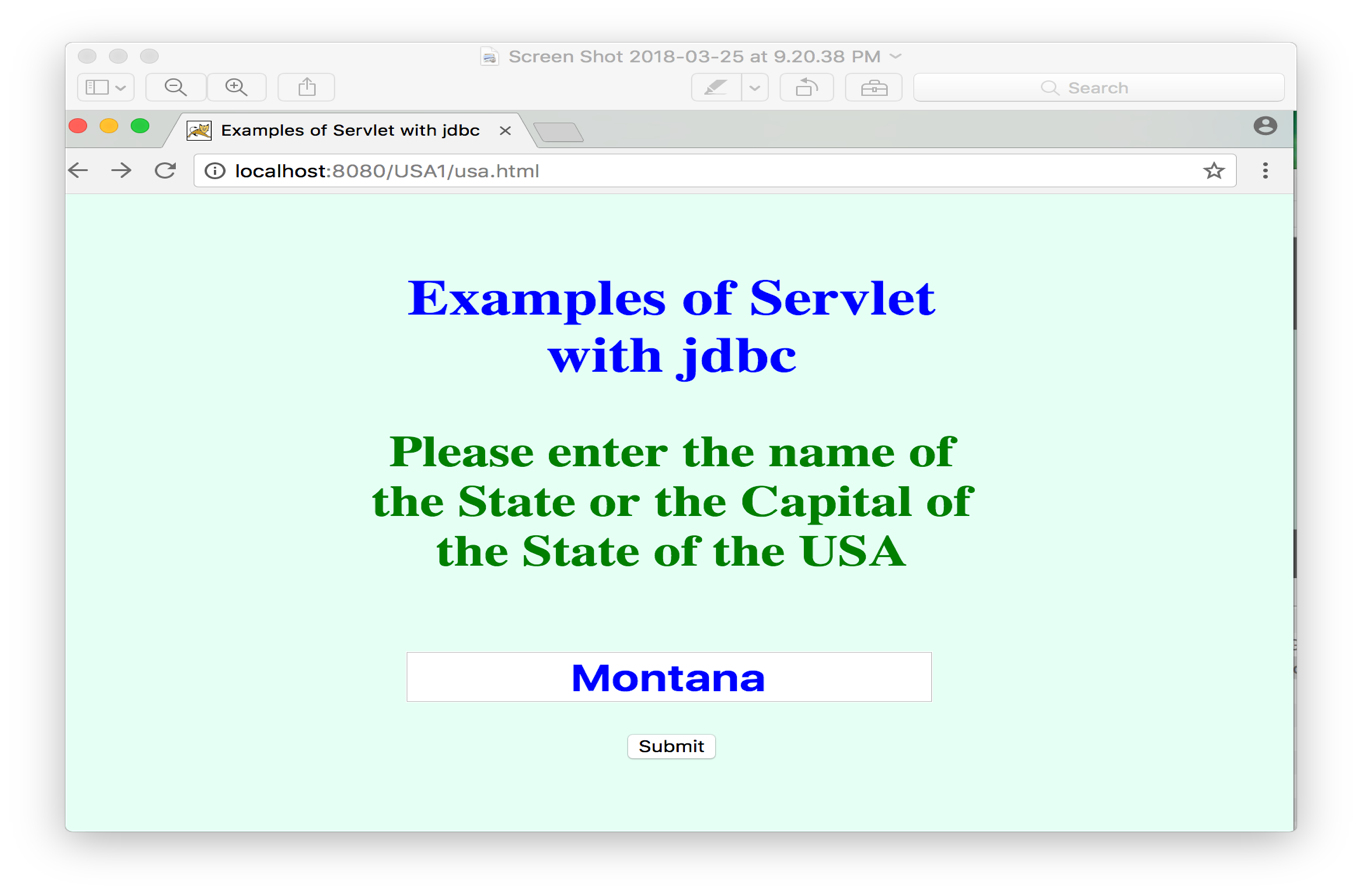 Screen Shot 2018-03-25 at 9.20.38 PM
Search
Examples of Servlet with jdbc
localhost:8080/USA1/usa.html
Examples of Servlet
with jdbc
Please enter the name of
the State or the Capital of
the State of the USA
Montana
Submit